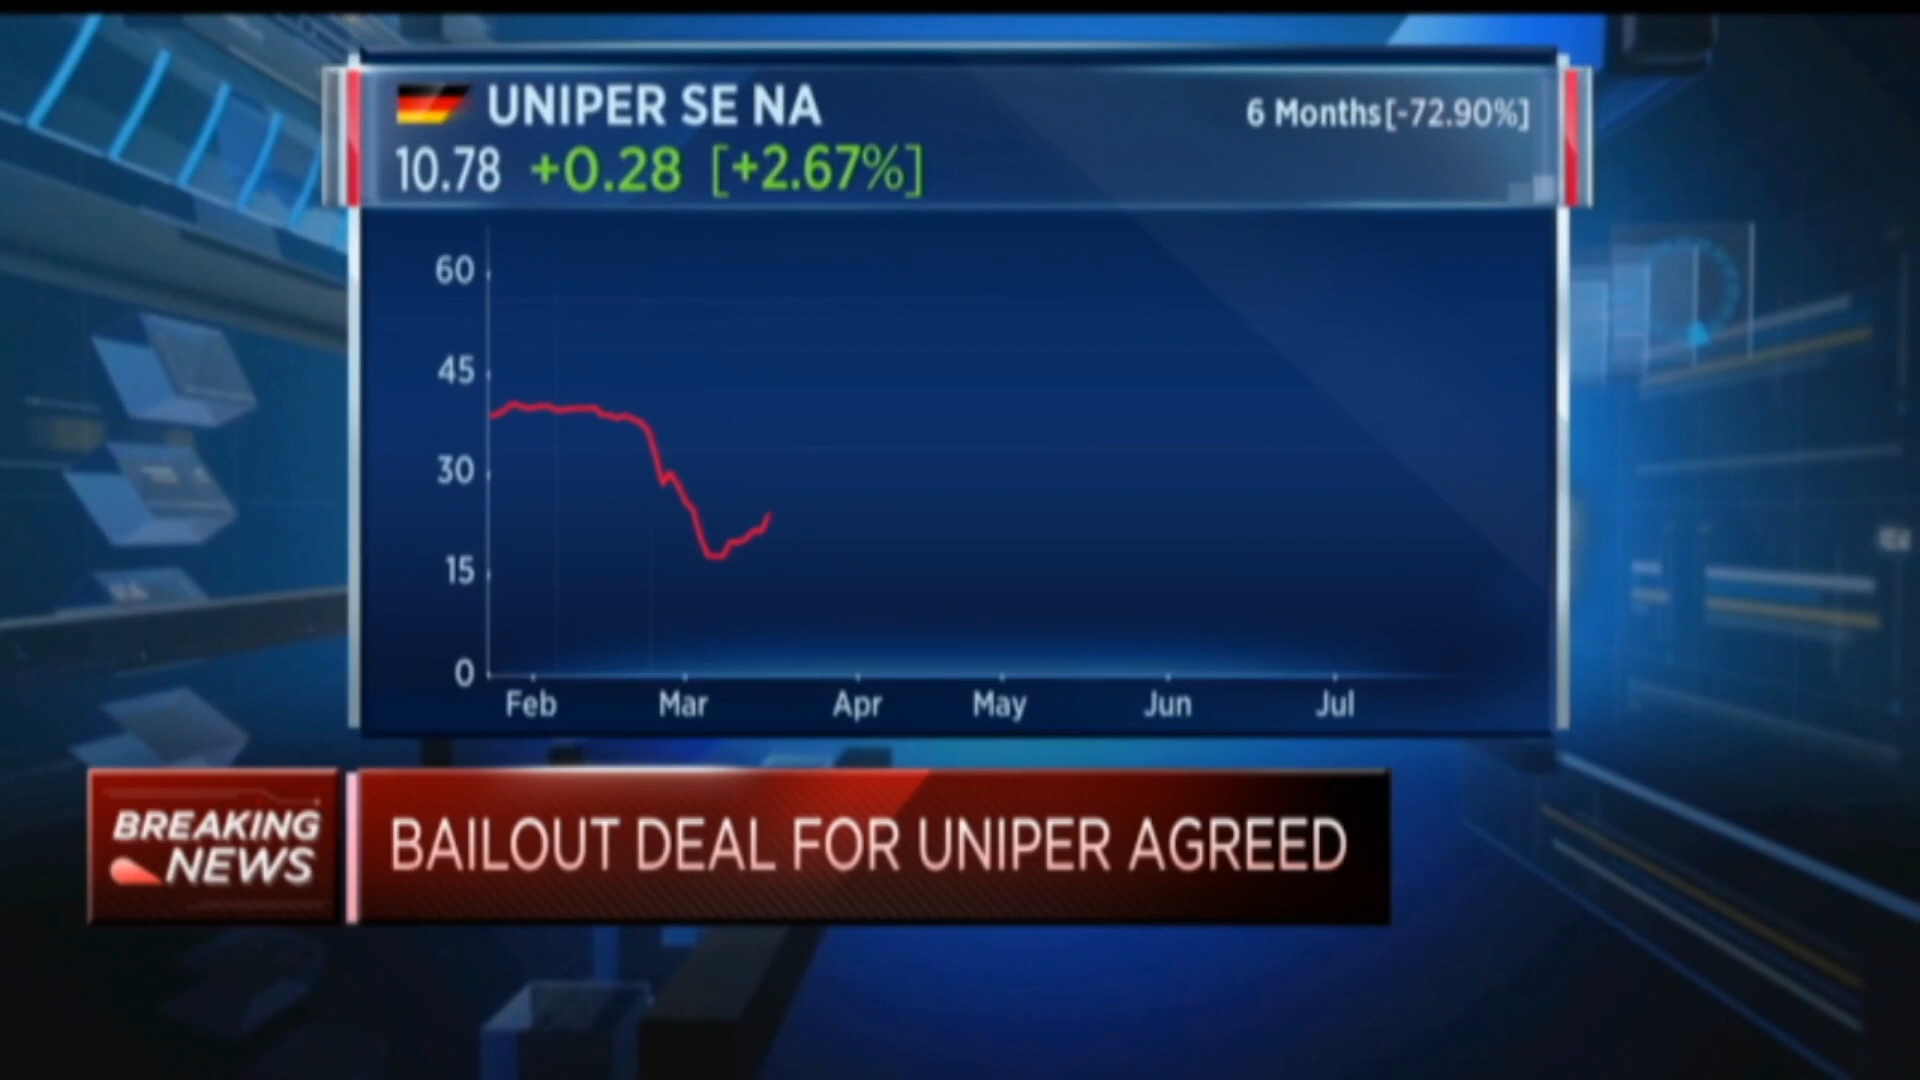 UNIPER SE NA
6 Months[-72.90%]
10.78 +0.28 [+2.67%]
60
45
30
15
0
Feb Mar Apr May Jun Jul
BREAKING
NEWS
BAILOUT DEAL FOR UNIPER AGREED